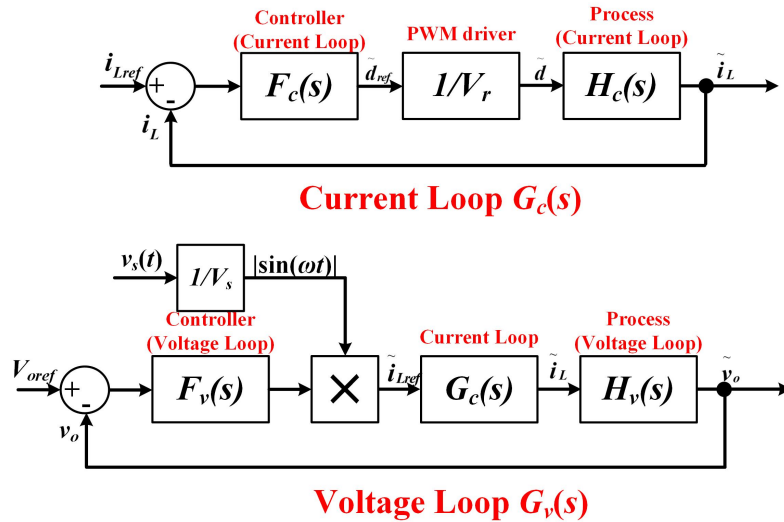 Controller
(Current Loop)
PWM driver
Process
(Current Loop)
i_Lref
+
-
i_L
F_c(s)
d̃_ref
1/V_r
d̃
H_c(s)
ĩ_L
Current Loop G_c(s)
v_s(t)
1/V_s
|sin(ωt)|
Controller
(Voltage Loop)
Current Loop
Process
(Voltage Loop)
V_oref
+
-
v_o
F_v(s)
×
ĩ_Lref
G_c(s)
ĩ_L
H_v(s)
ṽ_o
Voltage Loop G_v(s)